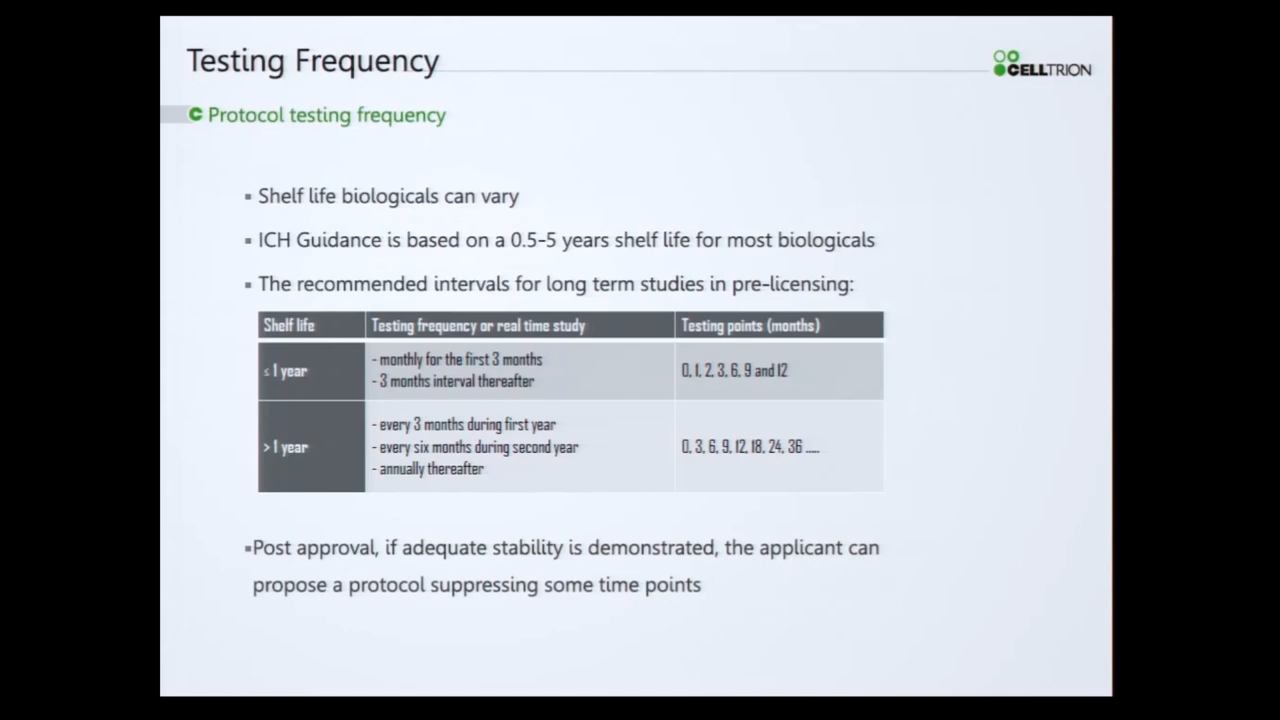 Testing Frequency
CELLTRION
Protocol testing frequency
▪ Shelf life biologicals can vary
▪ ICH Guidance is based on a 0.5-5 years shelf life for most biologicals
▪ The recommended intervals for long term studies in pre-licensing:
Shelf life Testing frequency or real time study Testing points (months)
≤ 1 year
- monthly for the first 3 months
- 3 months interval thereafter
0, 1, 2, 3, 6, 9 and 12
> 1 year
- every 3 months during first year
- every six months during second year
- annually thereafter
0, 3, 6, 9, 12, 18, 24, 36 .....
▪Post approval, if adequate stability is demonstrated, the applicant can
propose a protocol suppressing some time points